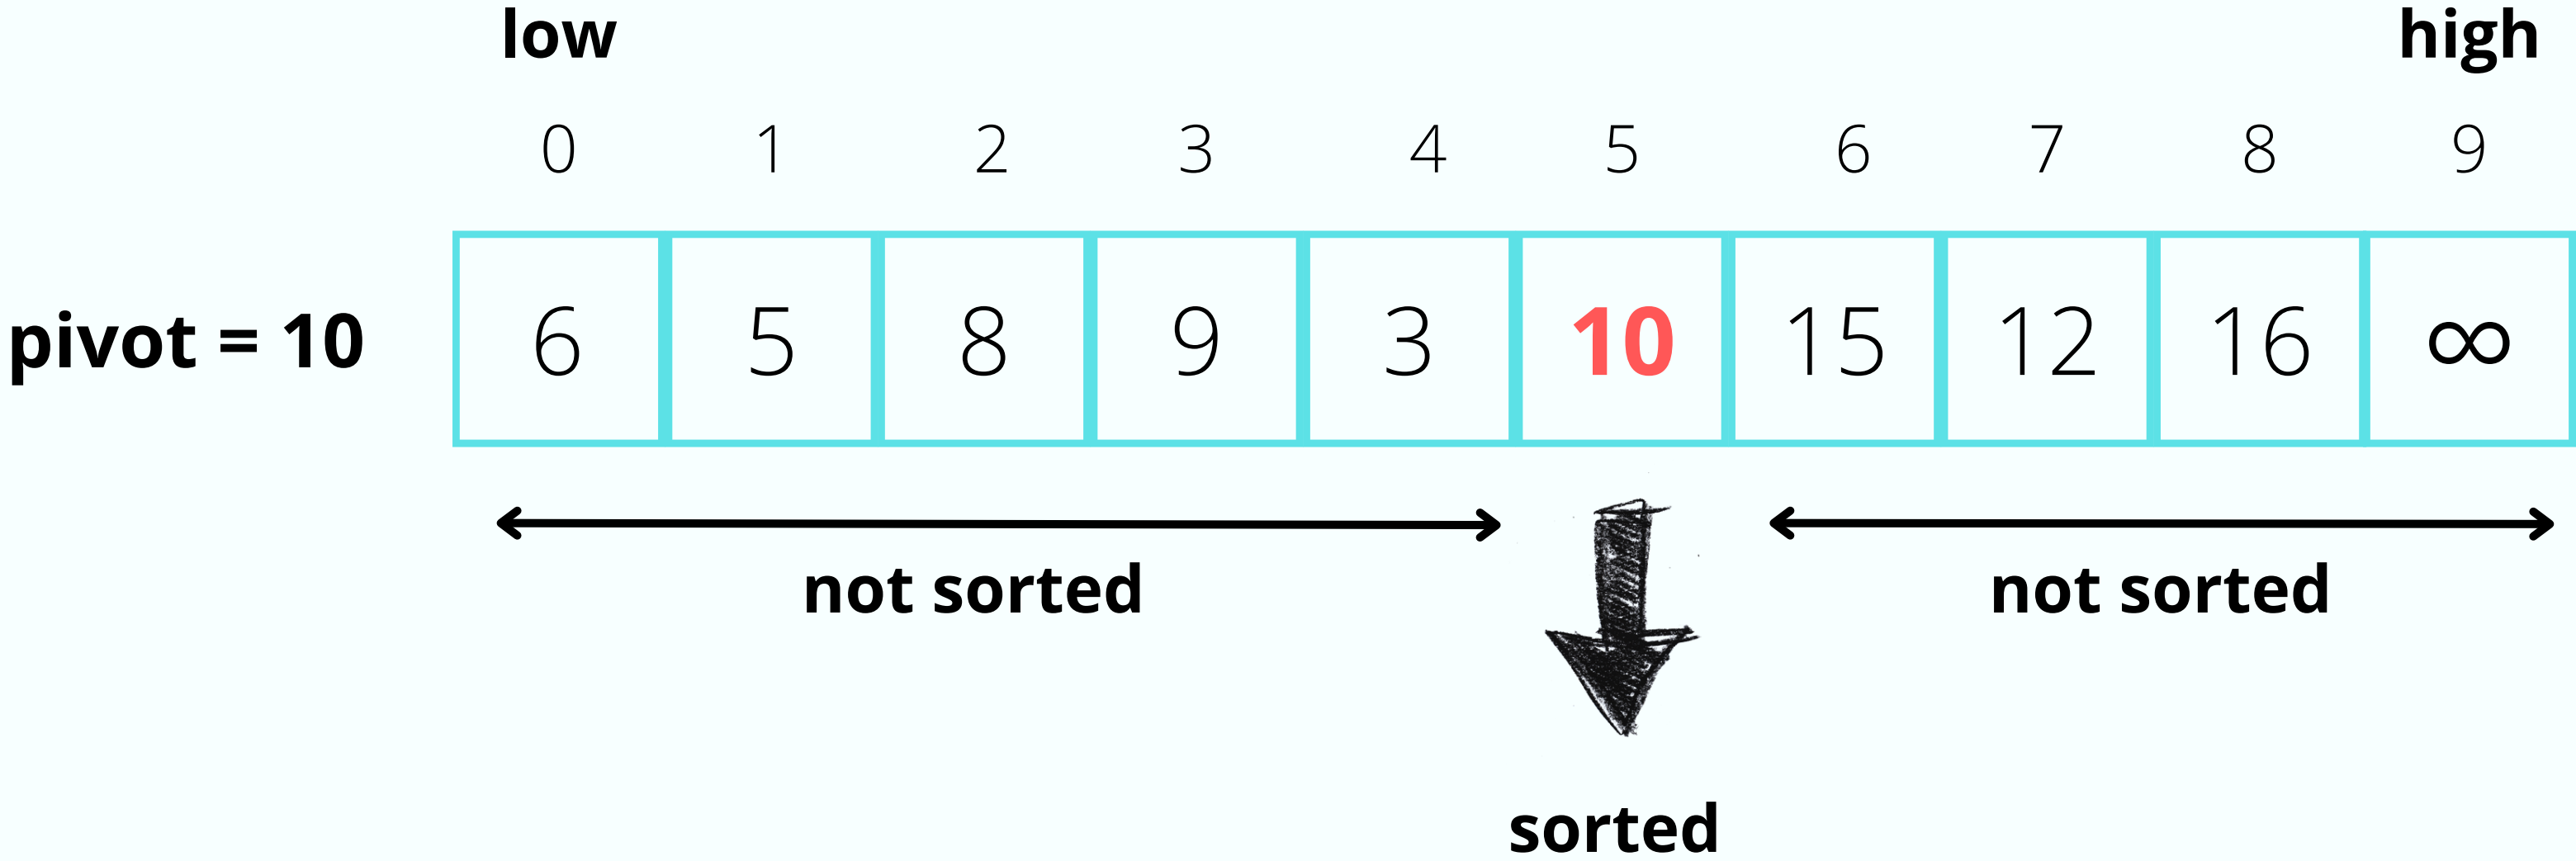 low high
0 1 2 3 4 5 6 7 8 9
pivot = 10 6 5 8 9 3 10 15 12 16 ∞
not sorted not sorted
sorted